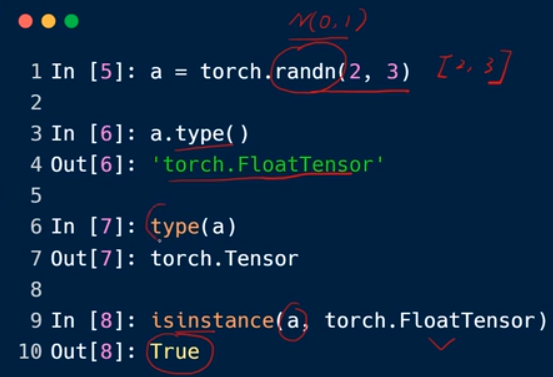 N(0,1)
1 In [5]: a = torch.randn(2, 3) [2,3]
2
3 In [6]: a.type()
4 Out[6]: 'torch.FloatTensor'
5
6 In [7]: type(a)
7 Out[7]: torch.Tensor
8
9 In [8]: isinstance(a, torch.FloatTensor)
10 Out[8]: True